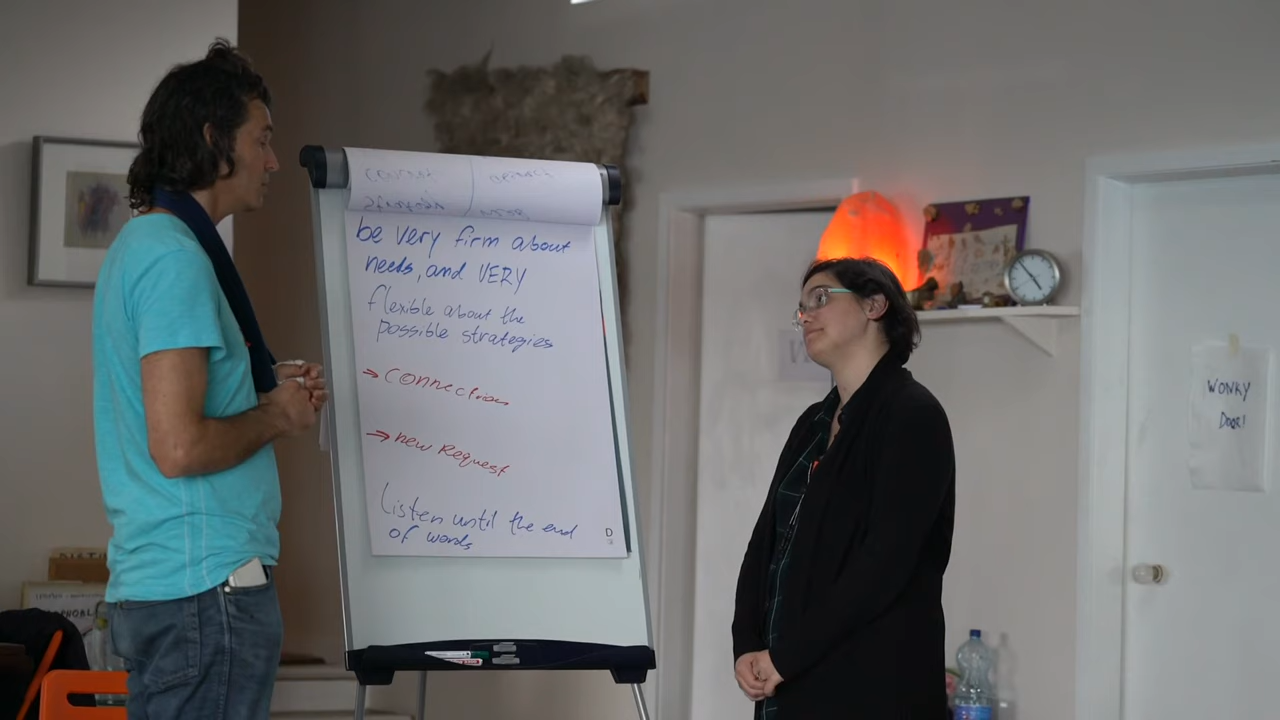 be very firm about
needs, and VERY
flexible about the
possible strategies
→ connection
→ new Request
Listen until the end
of words
D
WONKY
DOOR!